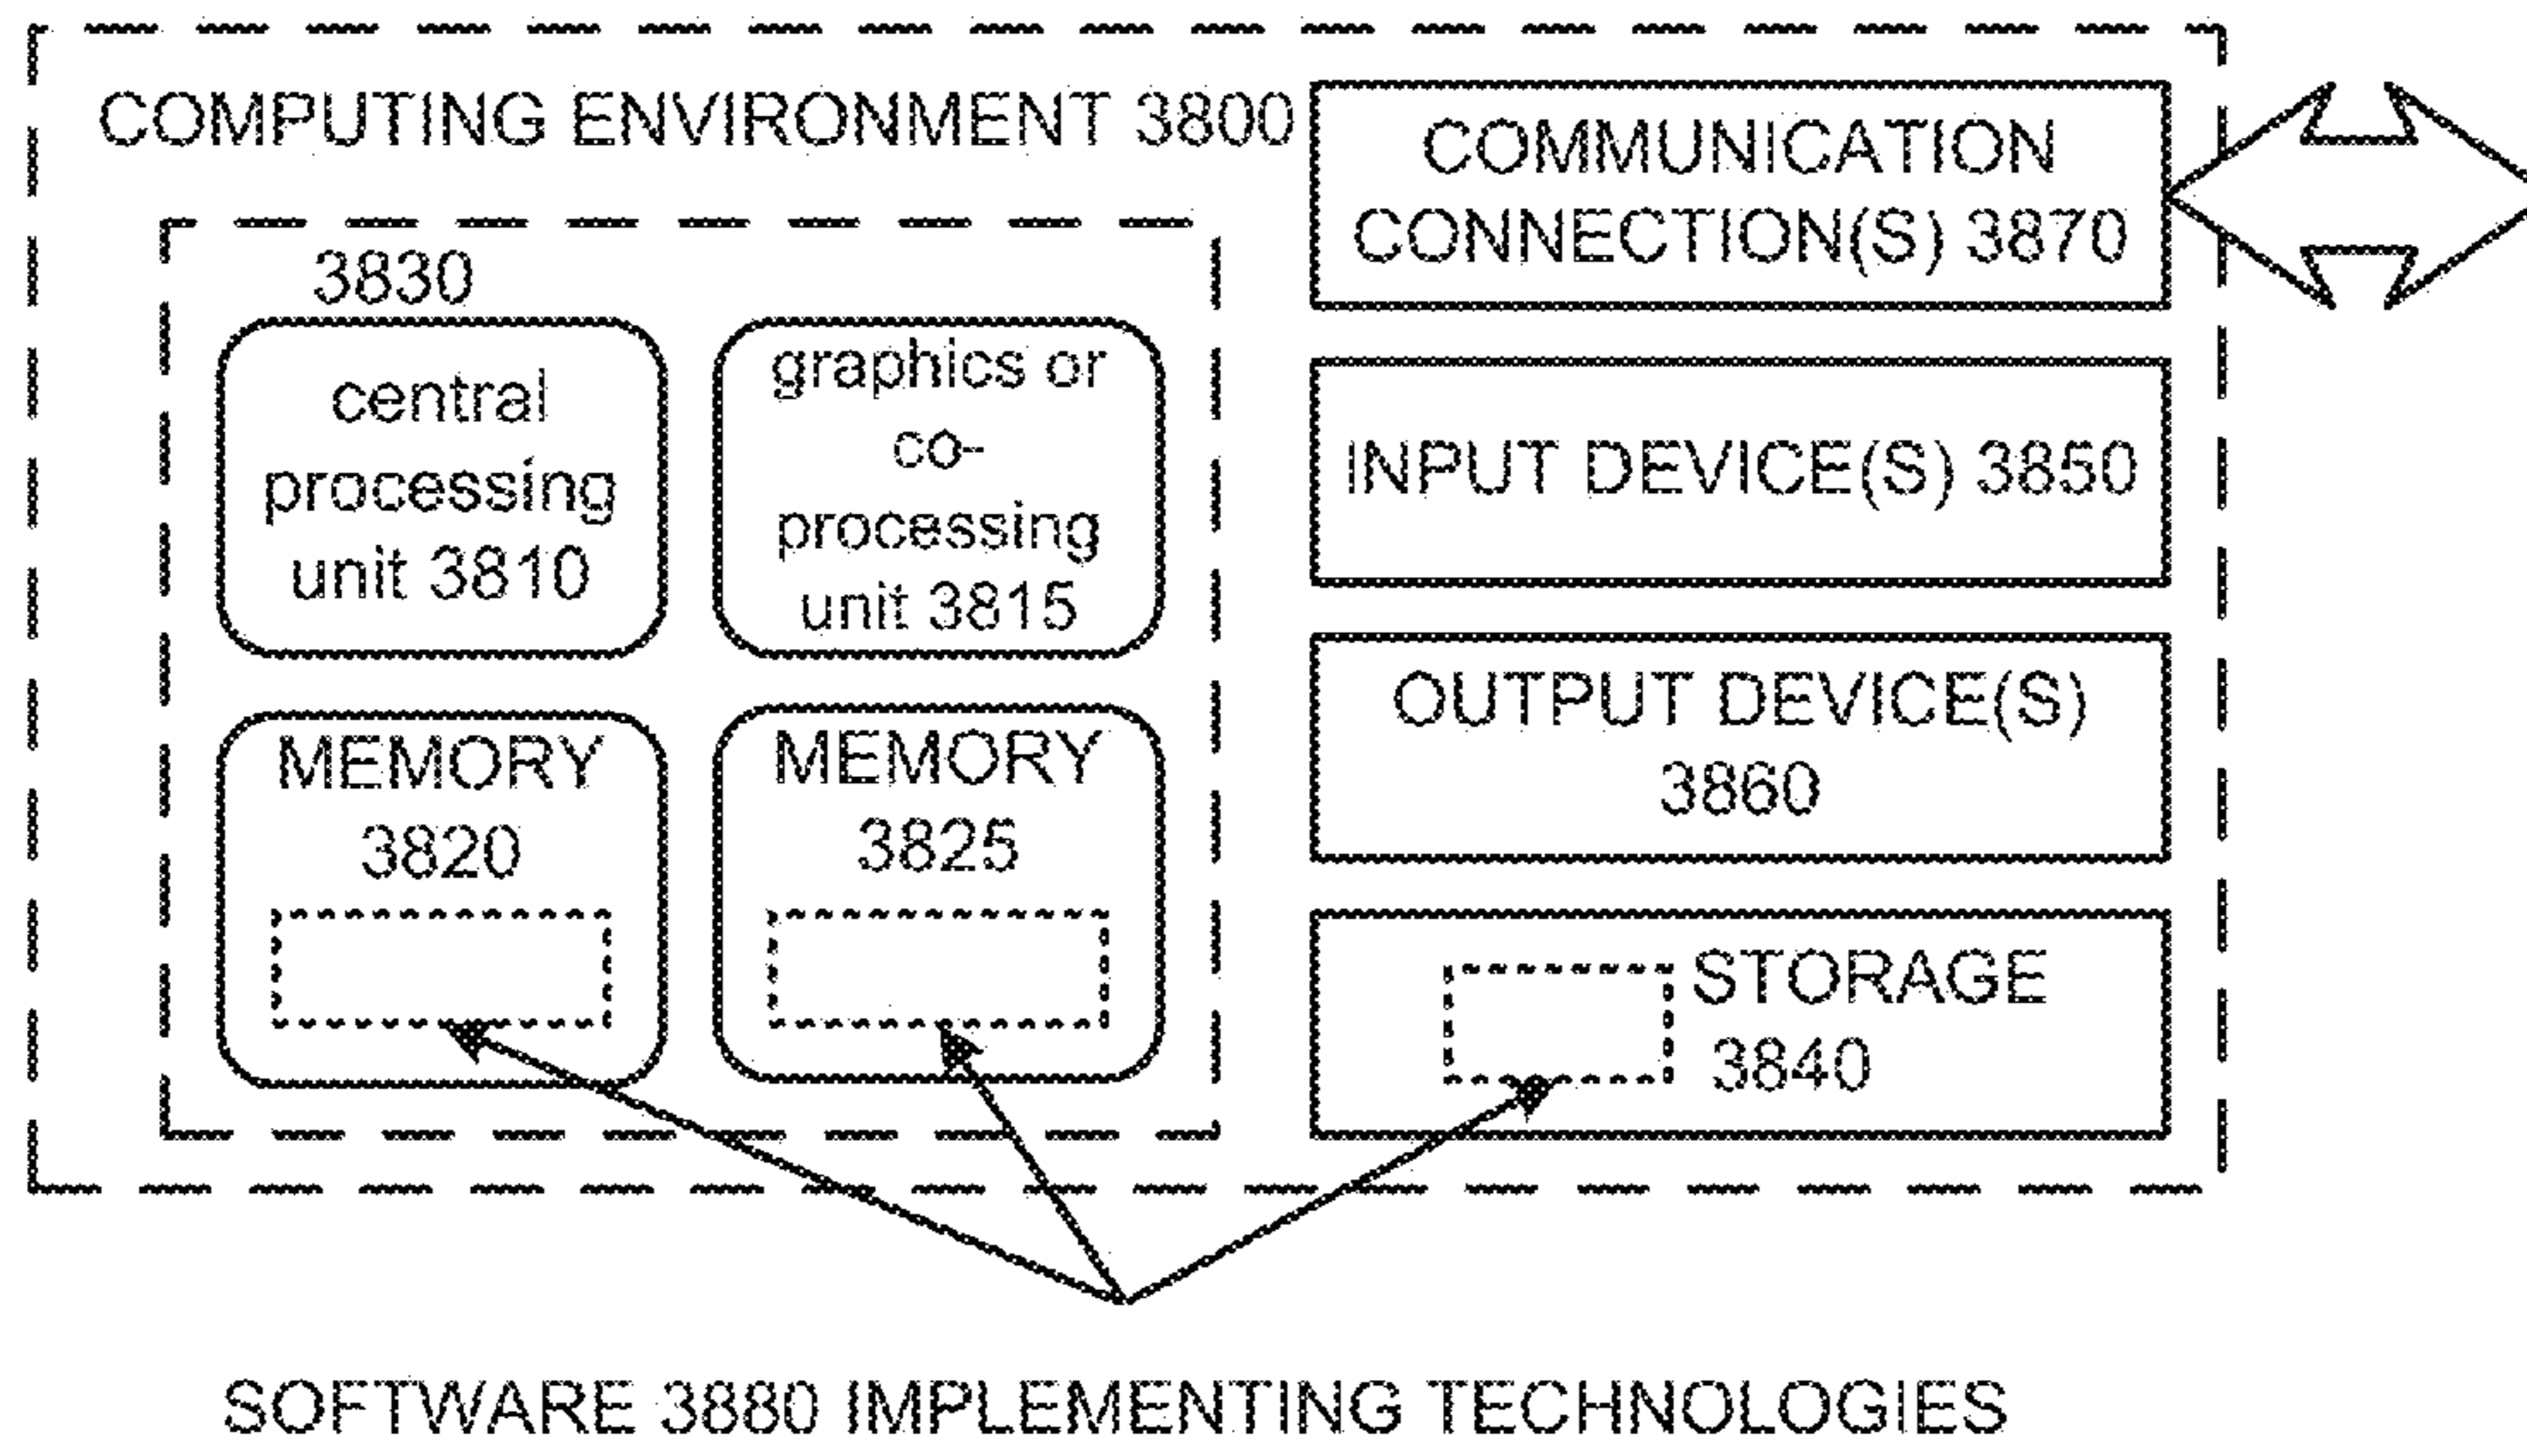 COMPUTING ENVIRONMENT 3800
3830
central
processing
unit 3810
graphics or
co-
processing
unit 3815
MEMORY
3820
MEMORY
3825
COMMUNICATION
CONNECTION(S) 3870
INPUT DEVICE(S) 3850
OUTPUT DEVICE(S)
3860
STORAGE
3840
SOFTWARE 3880 IMPLEMENTING TECHNOLOGIES